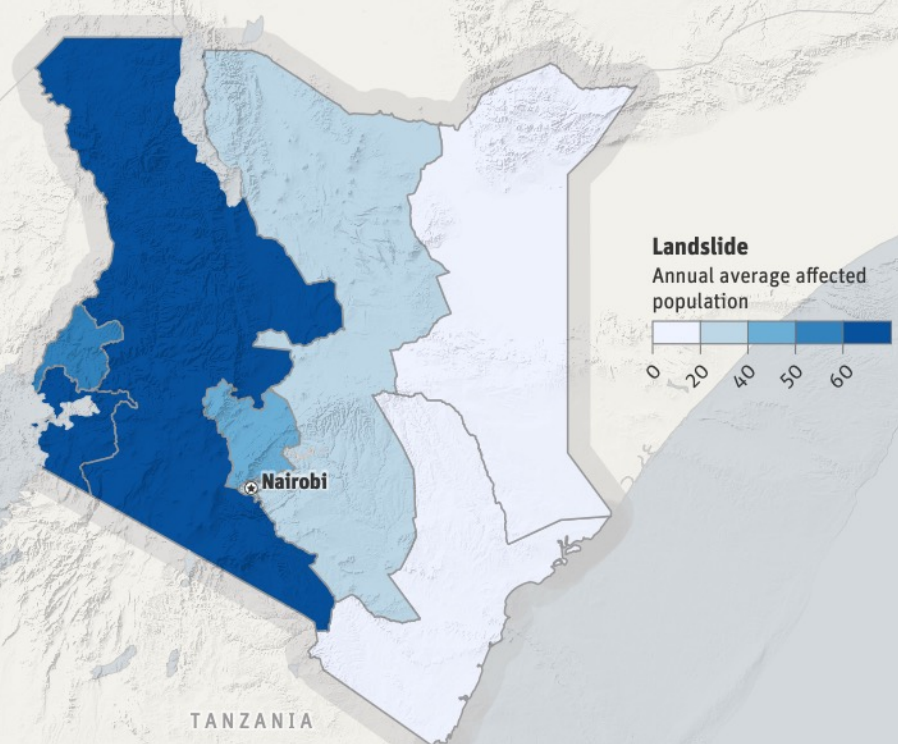 Landslide
Annual average affected
population
0 20 40 50 60
Nairobi
TANZANIA